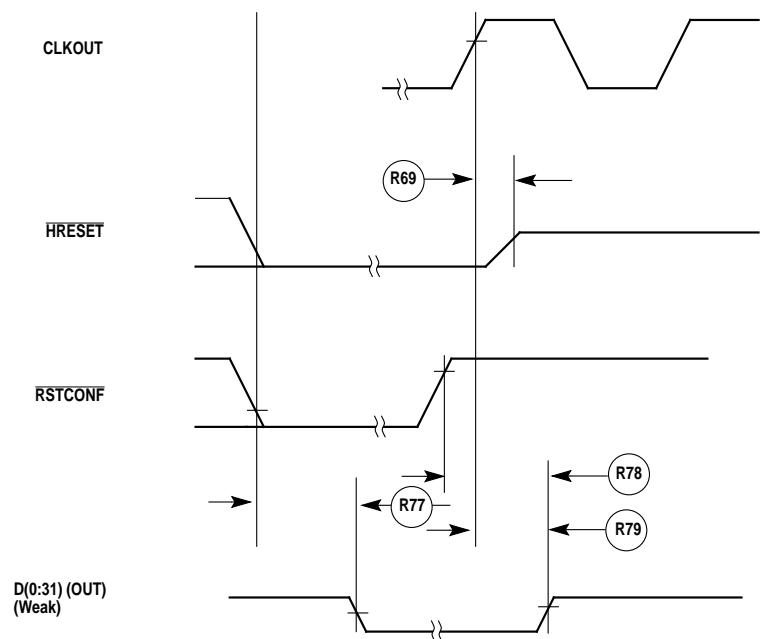 CLKOUT
R69
HRESET
RSTCONF
R78
R77
R79
D(0:31) (OUT)
(Weak)